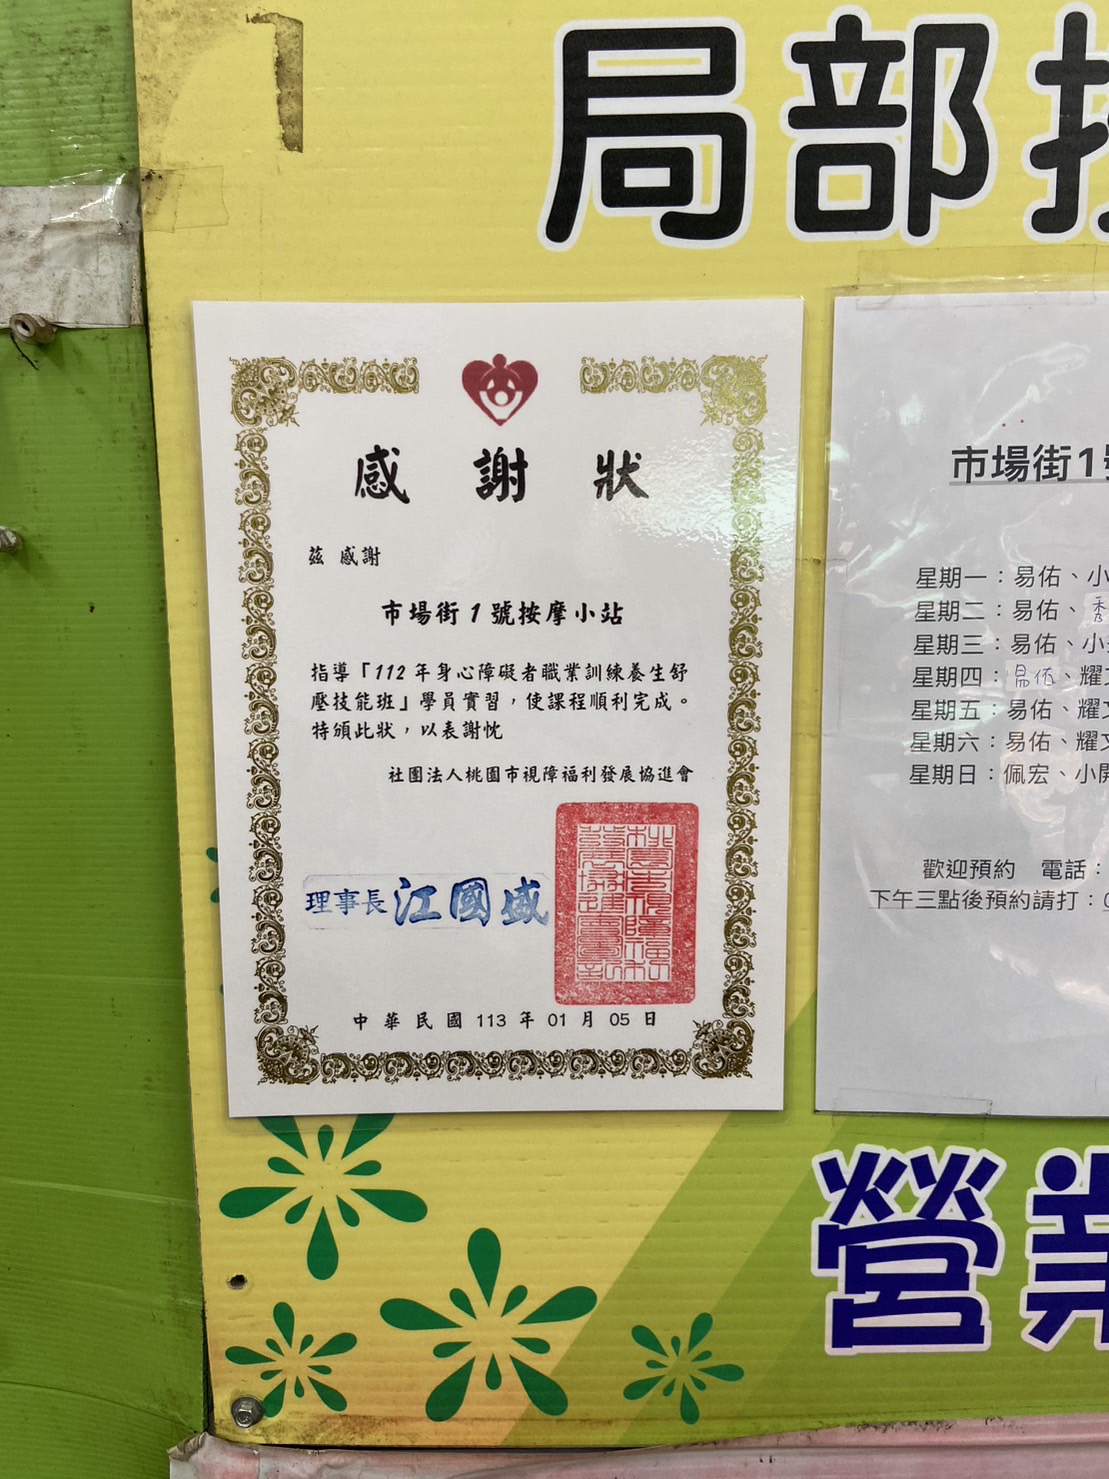 局部
感謝狀
茲 感謝
市場街1號按摩小站
指導「112年身心障礙者職業訓練養生舒
壓技能班」學員實習，使課程順利完成。
特頒此狀，以表謝忱
社團法人桃園市視障福利發展協進會
理事長 江國盛
中華民國 113 年 01 月 05 日
市場街1
星期一：易佑、小
星期二：易佑、
星期三：易佑、小
星期四：易佑、耀
星期五：易佑、耀文
星期六：易佑、耀文
星期日：佩宏、小開
歡迎預約 電話：
下午三點後預約請打：
營業